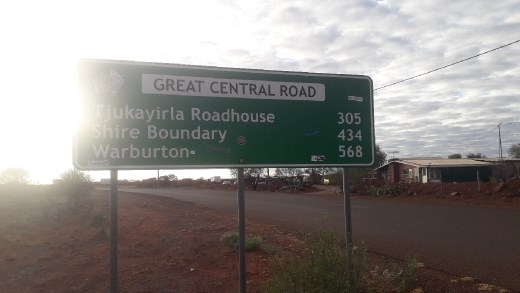 GREAT CENTRAL ROAD
Tjukayirla Roadhouse 305
Shire Boundary 434
Warburton 568